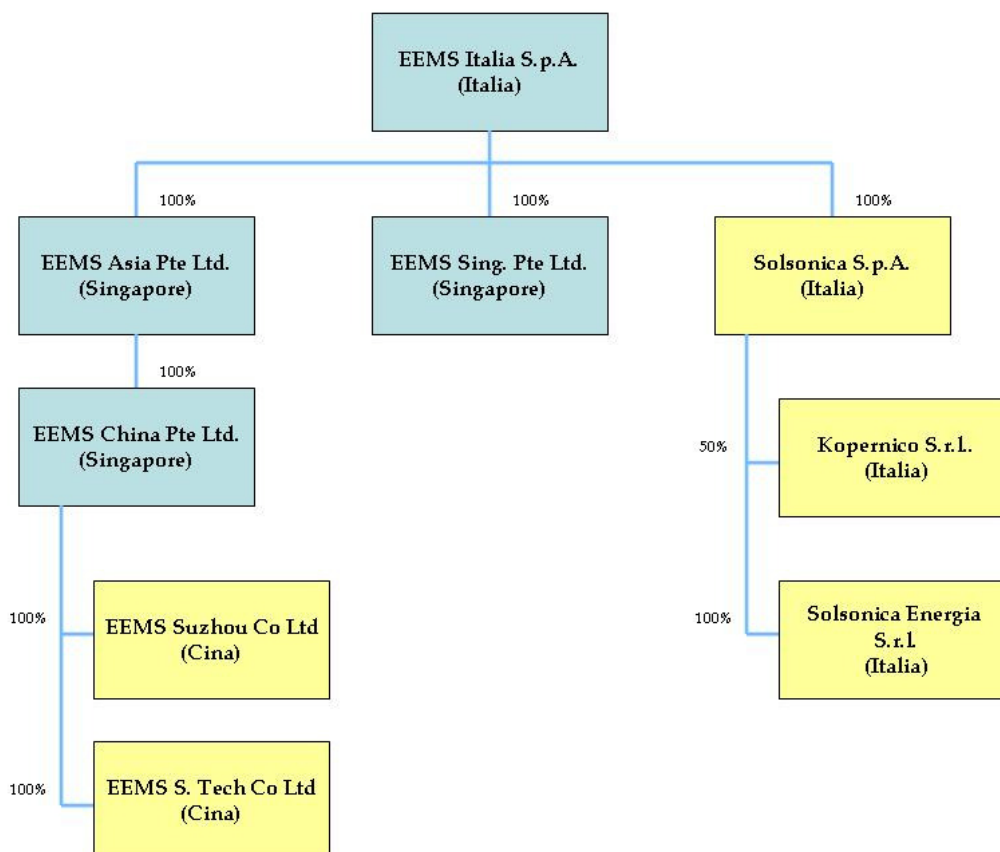 EEMS Italia S.p.A.
(Italia)
100%
100%
100%
EEMS Asia Pte Ltd.
(Singapore)
EEMS Sing. Pte Ltd.
(Singapore)
Solsonica S.p.A.
(Italia)
100%
EEMS China Pte Ltd.
(Singapore)
50%
Kopernico S.r.l..
(Italia)
100%
EEMS Suzhou Co Ltd
(Cina)
100%
Solsonica Energia
S.r.l.
(Italia)
100%
EEMS S. Tech Co Ltd
(Cina)